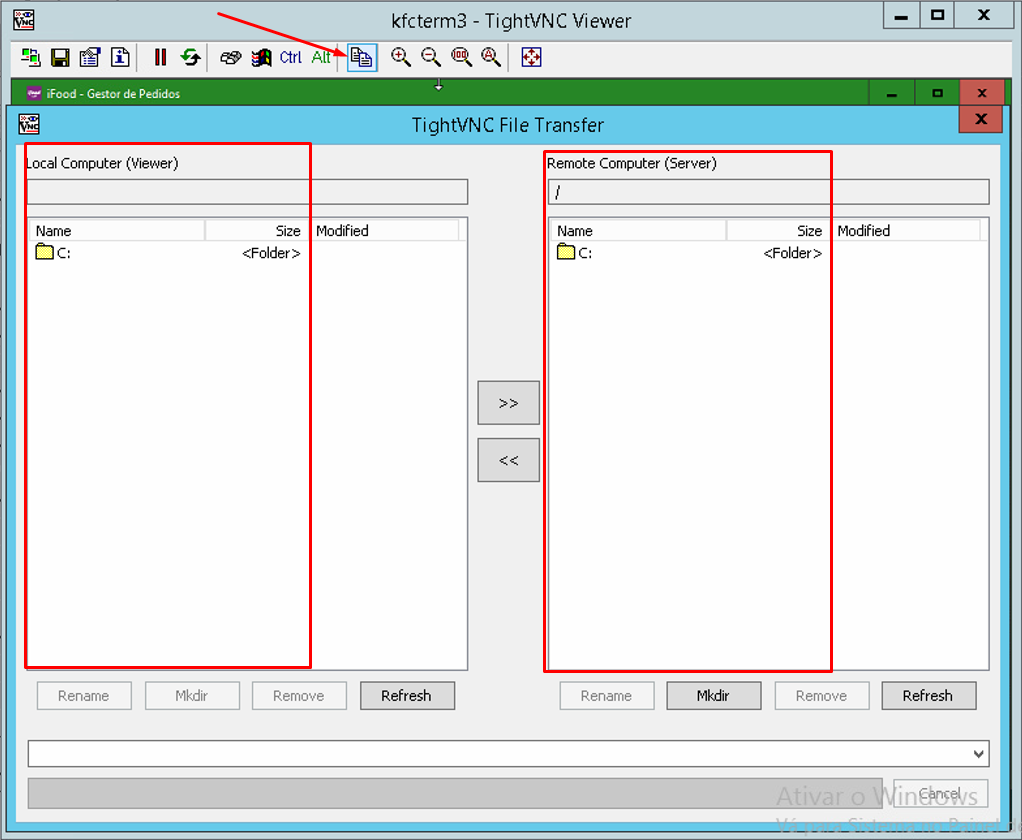 kfcterm3 - TightVNC Viewer
Ctrl Alt
iFood - Gestor de Pedidos
TightVNC File Transfer
Local Computer (Viewer)
Remote Computer (Server)
/
Name Size Modified
C: <Folder>
Name Size Modified
C: <Folder>
>>
<<
Rename Mkdir Remove Refresh
Rename Mkdir Remove Refresh
Cancel
Ativar o Windows